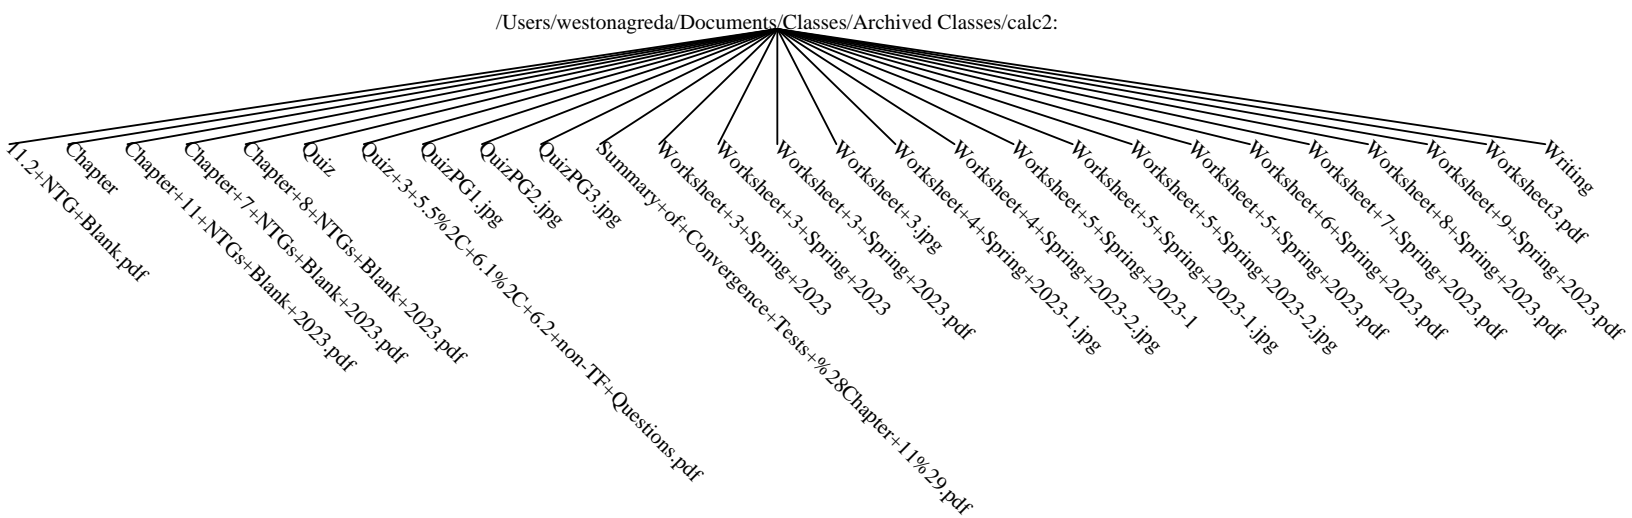 /Users/westonagreda/Documents/Classes/Archived Classes/calc2:
11.2+NTG+Blank.pdf
Chapter
Chapter+11+NTGs+Blank+2023.pdf
Chapter+7+NTGs+Blank+2023.pdf
Chapter+8+NTGs+Blank+2023.pdf
Quiz
Quiz+3+5.5%2C+6.1%2C+6.2+non-TF+Questions.pdf
QuizPG1.jpg
QuizPG2.jpg
QuizPG3.jpg
Summary+of+Convergence+Tests+%28Chapter+11%29.pdf
Worksheet+3+Spring+2023
Worksheet+3+Spring+2023
Worksheet+3+Spring+2023.pdf
Worksheet+3.jpg
Worksheet+4+Spring+2023-1.jpg
Worksheet+4+Spring+2023-2.jpg
Worksheet+5+Spring+2023-1
Worksheet+5+Spring+2023-1.jpg
Worksheet+5+Spring+2023-2.jpg
Worksheet+5+Spring+2023.pdf
Worksheet+6+Spring+2023.pdf
Worksheet+7+Spring+2023.pdf
Worksheet+8+Spring+2023.pdf
Worksheet+9+Spring+2023.pdf
Worksheet3.pdf
Writing